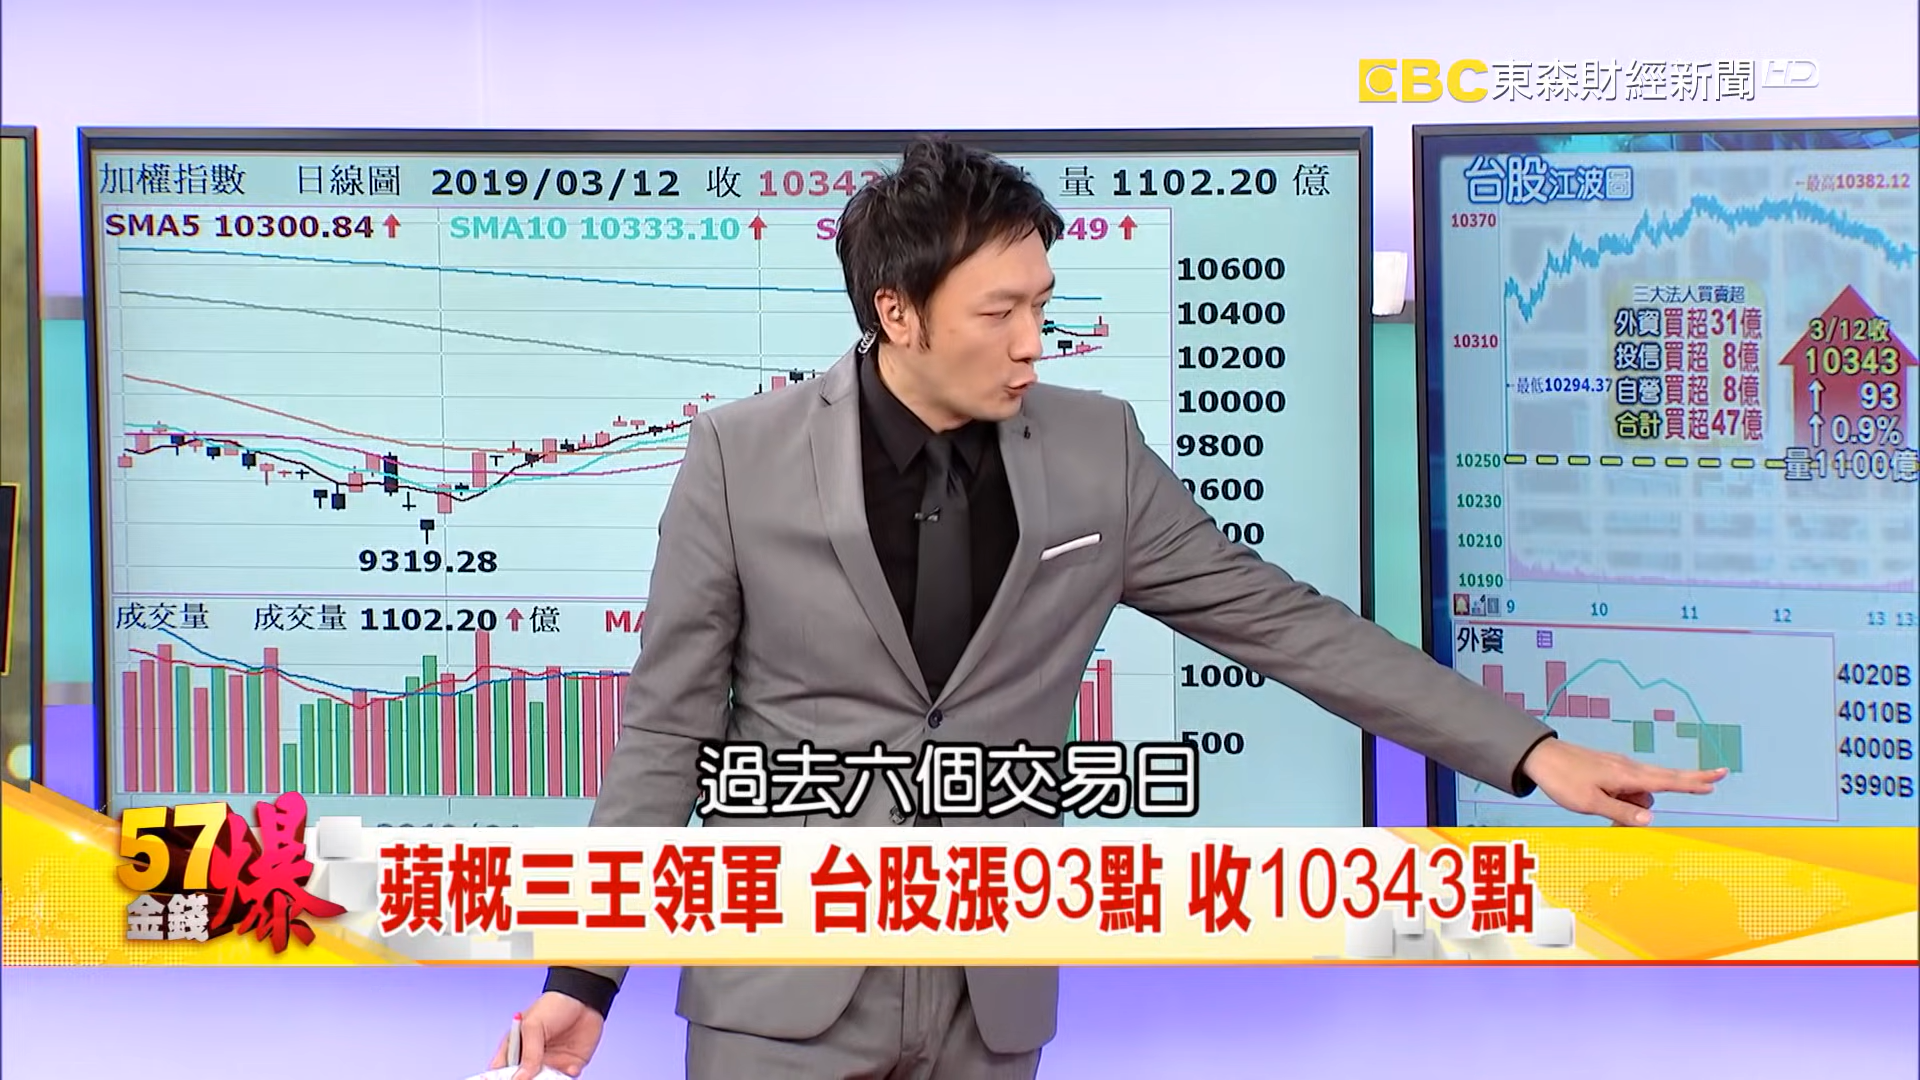 EBC東森財經新聞HD
加權指數 日線圖 2019/03/12 收 10343 量 1102.20 億
SMA5 10300.84↑ SMA10 10333.10↑ .49↑
10600
10400
10200
10000
9800
9319.28
成交量 成交量 1102.20↑億
1000
500
台股江波圖
←最高10382.12
10370
10310
←最低10294.37
三大法人買賣超
外資買超31億
投信買超 8億
自營買超 8億
合計買超47億
3/12收
10343
↑ 93
↑0.9%
量1100億
10250
10230
10210
10190
9 10 11 12 13
外資
4020B
4010B
4000B
3990B
過去六個交易日
57金錢爆
蘋概三王領軍 台股漲93點 收10343點